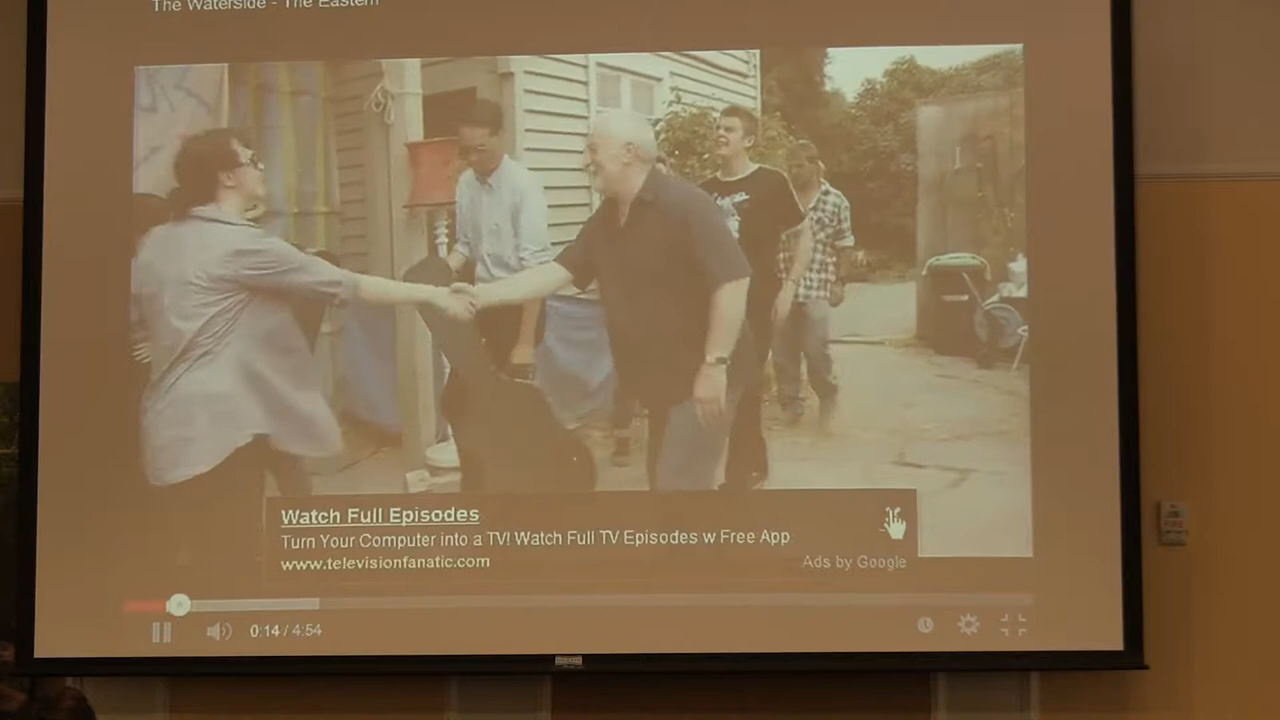 The Waterside - The Eastern
Watch Full Episodes
Turn Your Computer into a TV! Watch Full TV Episodes w Free App
www.televisionfanatic.com
Ads by Google
0:14 / 4:54